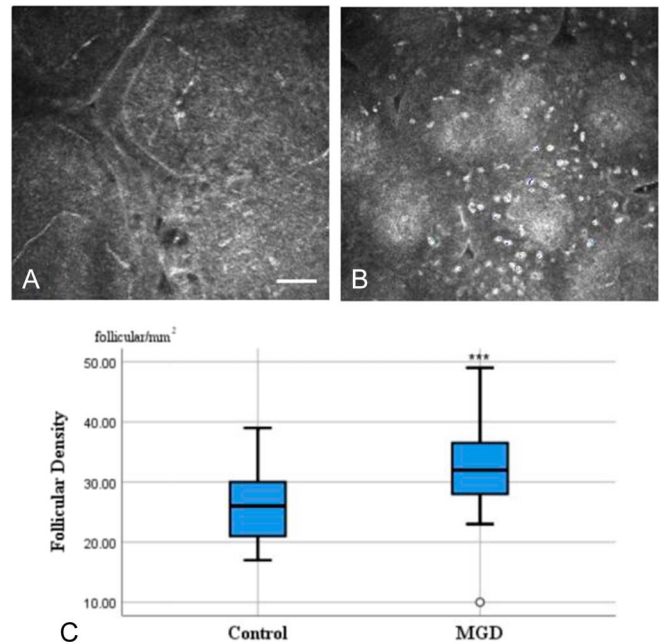 A
B
follicular/mm²
50.00
***
40.00
30.00
20.00
10.00
Follicular Density
Control
MGD
C